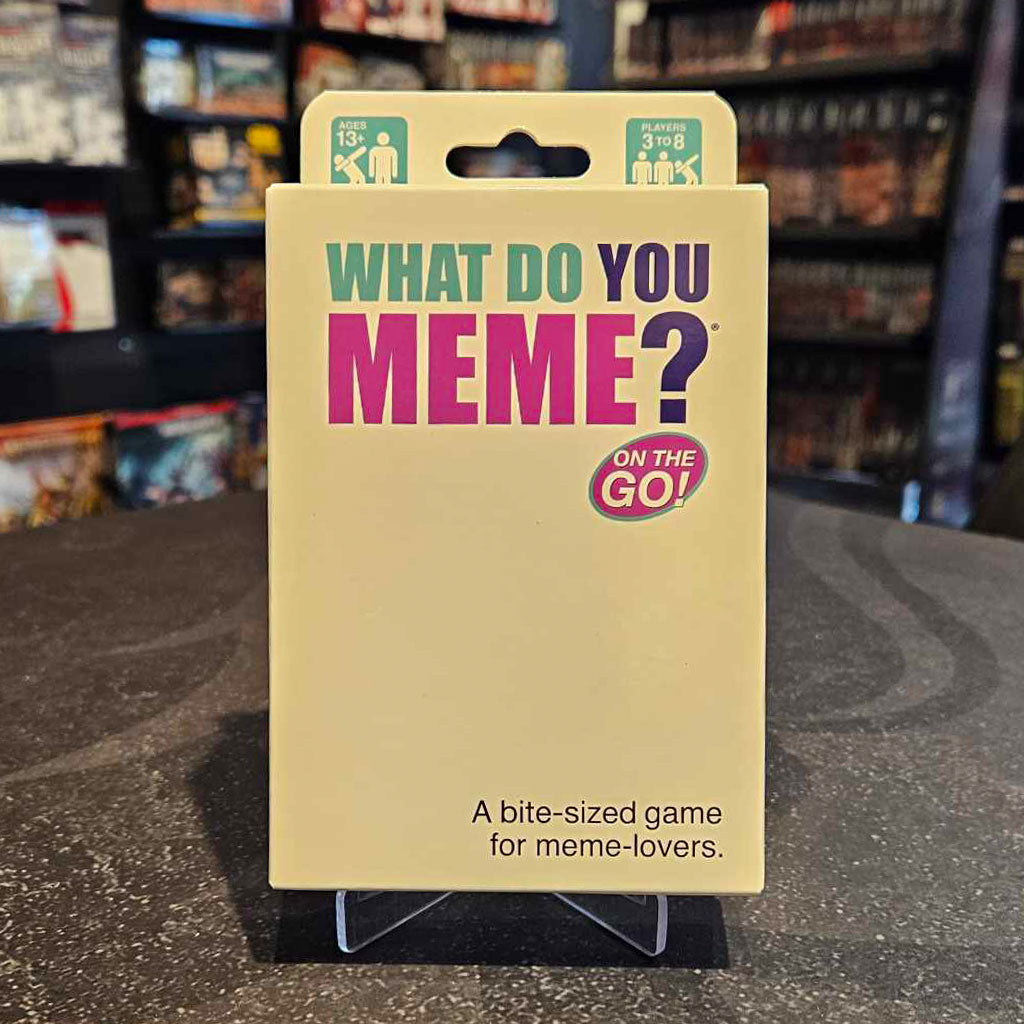 AGES
13+
PLAYERS
3 TO 8
WHAT DO YOU
MEME?®
ON THE
GO!
A bite-sized game
for meme-lovers.